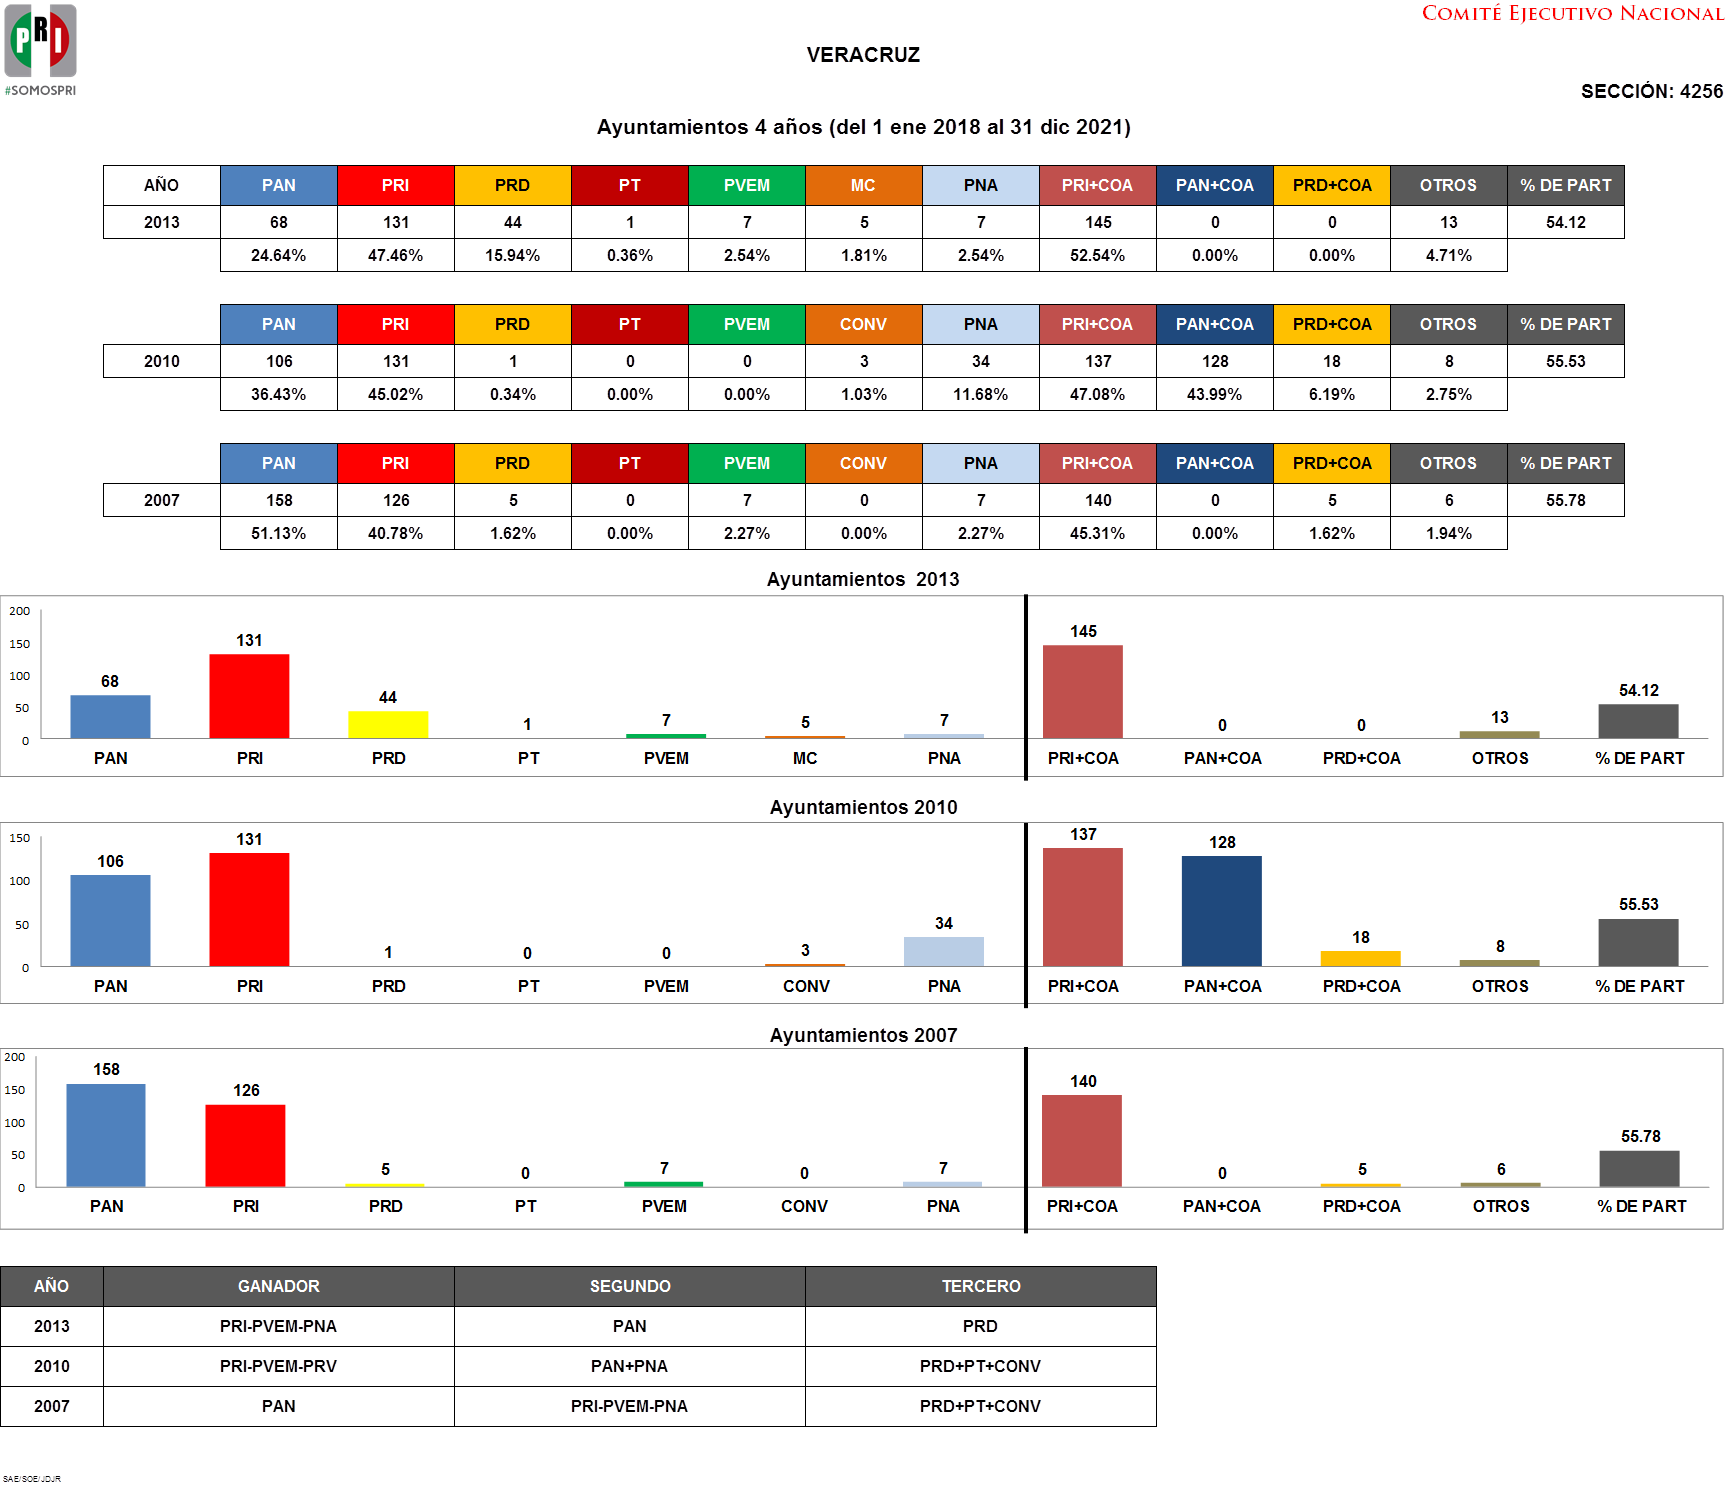 PRI
#SOMOSPRI
COMITÉ EJECUTIVO NACIONAL
VERACRUZ
SECCIÓN: 4256
Ayuntamientos 4 años (del 1 ene 2018 al 31 dic 2021)
AÑO PAN PRI PRD PT PVEM MC PNA PRI+COA PAN+COA PRD+COA OTROS % DE PART
2013 68 131 44 1 7 5 7 145 0 0 13 54.12
24.64% 47.46% 15.94% 0.36% 2.54% 1.81% 2.54% 52.54% 0.00% 0.00% 4.71%
PAN PRI PRD PT PVEM CONV PNA PRI+COA PAN+COA PRD+COA OTROS % DE PART
2010 106 131 1 0 0 3 34 137 128 18 8 55.53
36.43% 45.02% 0.34% 0.00% 0.00% 1.03% 11.68% 47.08% 43.99% 6.19% 2.75%
PAN PRI PRD PT PVEM CONV PNA PRI+COA PAN+COA PRD+COA OTROS % DE PART
2007 158 126 5 0 7 0 7 140 0 5 6 55.78
51.13% 40.78% 1.62% 0.00% 2.27% 0.00% 2.27% 45.31% 0.00% 1.62% 1.94%
Ayuntamientos 2013
200
150
100
50
0
68 131 44 1 7 5 7 145 0 0 13 54.12
PAN PRI PRD PT PVEM MC PNA PRI+COA PAN+COA PRD+COA OTROS % DE PART
Ayuntamientos 2010
150
100
50
0
106 131 1 0 0 3 34 137 128 18 8 55.53
PAN PRI PRD PT PVEM CONV PNA PRI+COA PAN+COA PRD+COA OTROS % DE PART
Ayuntamientos 2007
200
150
100
50
0
158 126 5 0 7 0 7 140 0 5 6 55.78
PAN PRI PRD PT PVEM CONV PNA PRI+COA PAN+COA PRD+COA OTROS % DE PART
AÑO GANADOR SEGUNDO TERCERO
2013 PRI-PVEM-PNA PAN PRD
2010 PRI-PVEM-PRV PAN+PNA PRD+PT+CONV
2007 PAN PRI-PVEM-PNA PRD+PT+CONV
SAE/SOE/JDJR